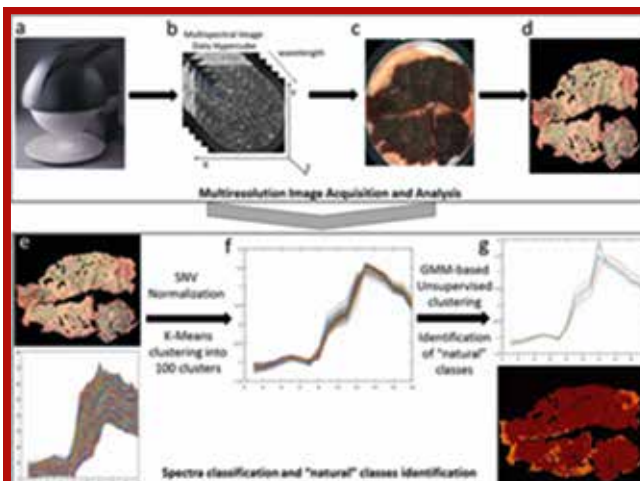 a
b
c
d
Multispectral Image
Data Hypercube
wavelength
X
Multiresolution Image Acquisition and Analysis
e
f
g
SNV
Normalization
K-Means
clustering into
100 clusters
GMM-based
Unsupervised
clustering
Identification
of "natural"
classes
Spectra classification and "natural" classes identification